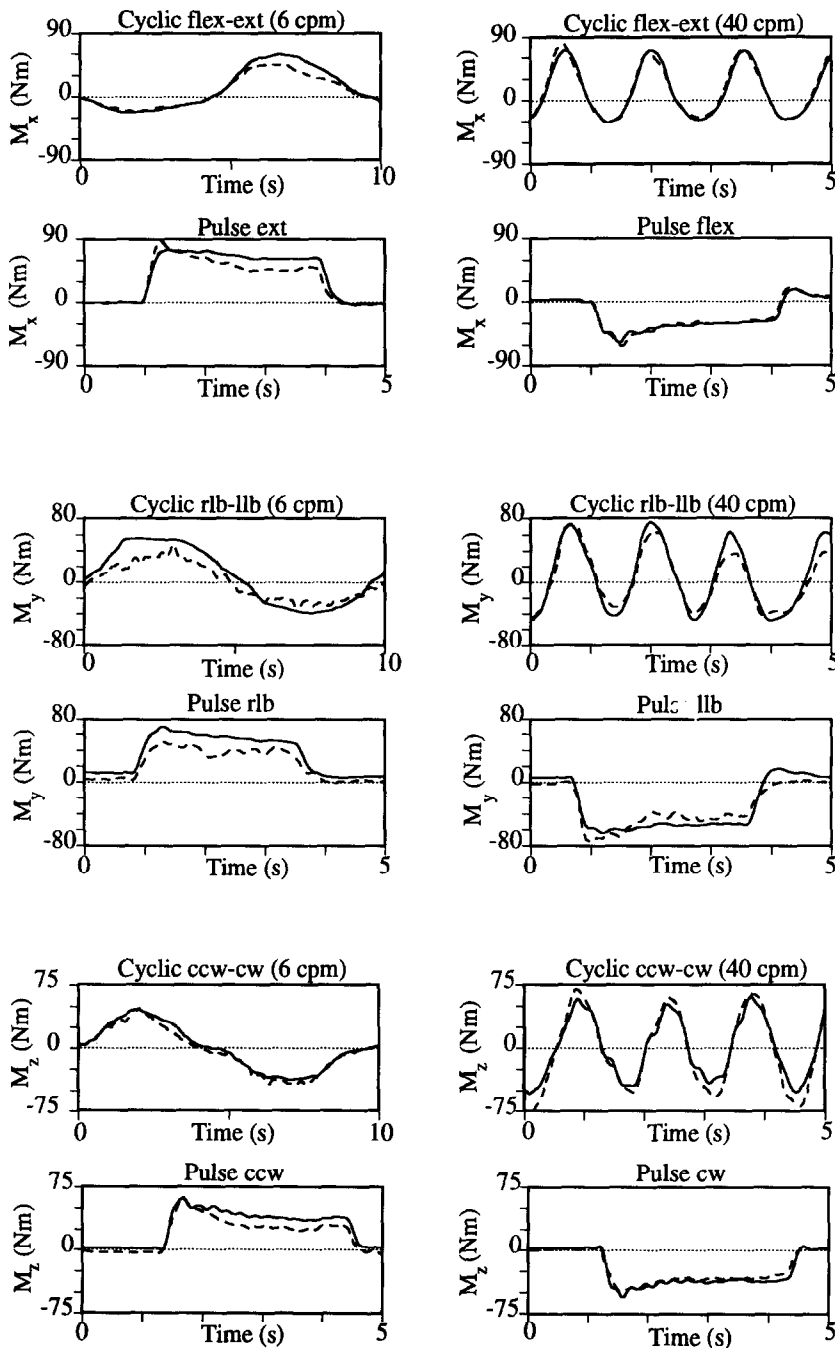 Cyclic flex-ext (6 cpm)
90
0
-90
M_x (Nm)
0
10
Time (s)
Cyclic flex-ext (40 cpm)
90
0
-90
M_x (Nm)
0
5
Time (s)
Pulse ext
90
0
-90
M_x (Nm)
0
5
Time (s)
Pulse flex
90
0
-90
M_x (Nm)
0
5
Time (s)
Cyclic rlb-llb (6 cpm)
80
0
-80
M_y (Nm)
0
10
Time (s)
Cyclic rlb-llb (40 cpm)
80
0
-80
M_y (Nm)
0
5
Time (s)
Pulse rlb
80
0
-80
M_y (Nm)
0
5
Time (s)
Puls llb
80
0
-80
M_y (Nm)
0
5
Time (s)
Cyclic ccw-cw (6 cpm)
75
0
-75
M_z (Nm)
0
10
Time (s)
Cyclic ccw-cw (40 cpm)
75
0
-75
M_z (Nm)
0
5
Time (s)
Pulse ccw
75
0
-75
M_z (Nm)
0
5
Time (s)
Pulse cw
75
0
-75
M_z (Nm)
0
5
Time (s)